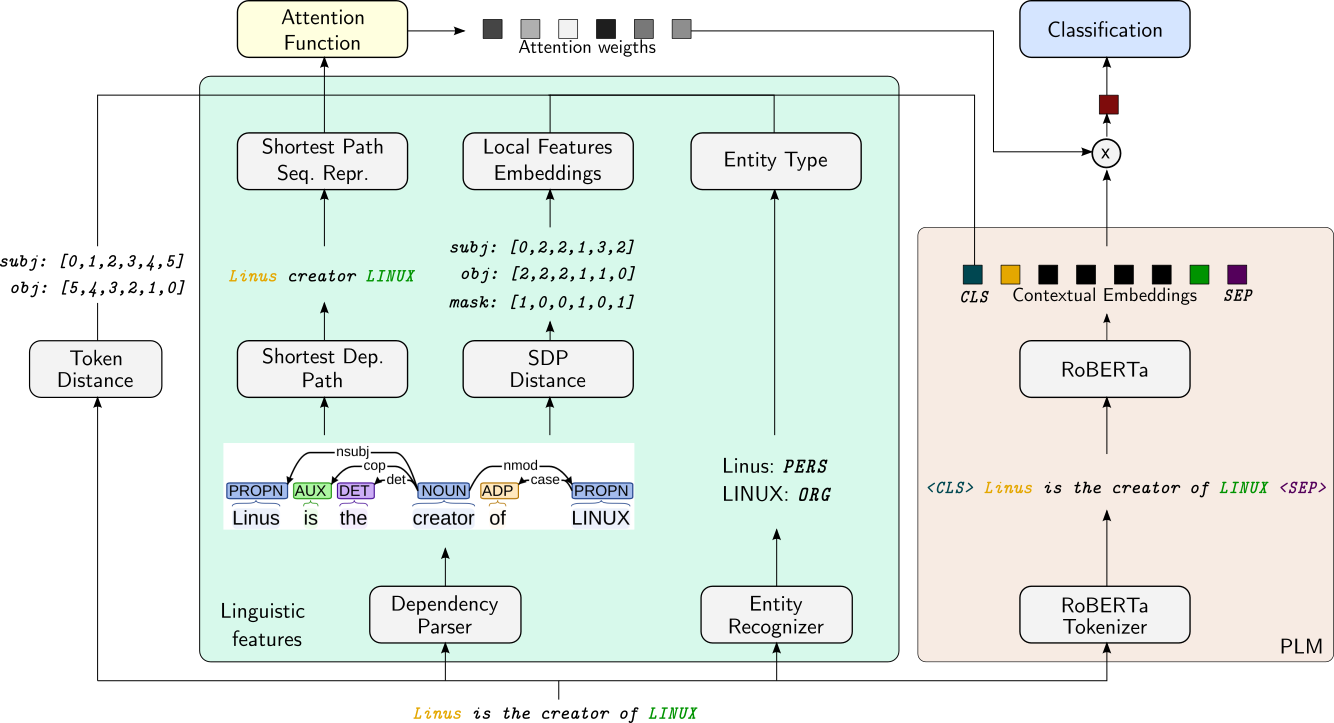 Attention
Function
Attention weigths
Classification
x
Shortest Path
Seq. Repr.
Local Features
Embeddings
Entity Type
subj: [0,1,2,3,4,5]
obj: [5,4,3,2,1,0]
Linus creator LINUX
subj: [0,2,2,1,3,2]
obj: [2,2,2,1,1,0]
mask: [1,0,0,1,0,1]
CLS Contextual Embeddings SEP
Token
Distance
Shortest Dep.
Path
SDP
Distance
RoBERTa
nsubj
cop
det
nmod
case
PROPN AUX DET NOUN ADP PROPN
Linus is the creator of LINUX
Linus: PERS
LINUX: ORG
<CLS> Linus is the creator of LINUX <SEP>
Linguistic
features
Dependency
Parser
Entity
Recognizer
RoBERTa
Tokenizer
PLM
Linus is the creator of LINUX